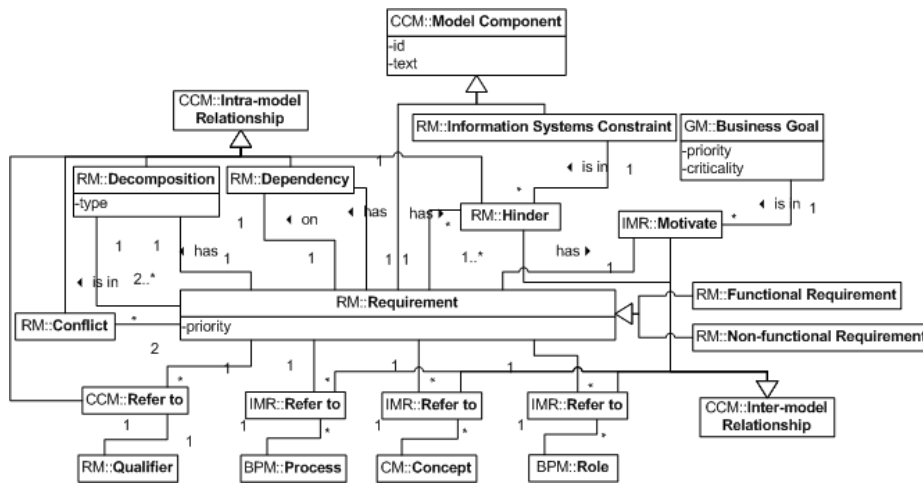 CCM::Model Component
-id
-text
CCM::Intra-model
Relationship
RM::Information Systems Constraint
GM::Business Goal
-priority
-criticality
1
◄ is in
1
RM::Decomposition
-type
RM::Dependency
*
◄ is in
1
1
◄ on
◄ has
has ►
*
RM::Hinder
*
IMR::Motivate
1
1
◄ has
1
1
1
1
1..*
has ►
1
◄ is in
2..*
RM::Requirement
-priority
RM::Functional Requirement
RM::Conflict
*
RM::Non-functional Requirement
2
1
1
1
1
*
*
*
*
CCM::Refer to
IMR::Refer to
IMR::Refer to
IMR::Refer to
CCM::Inter-model
Relationship
1
1
1
*
1
*
1
*
RM::Qualifier
BPM::Process
CM::Concept
BPM::Role